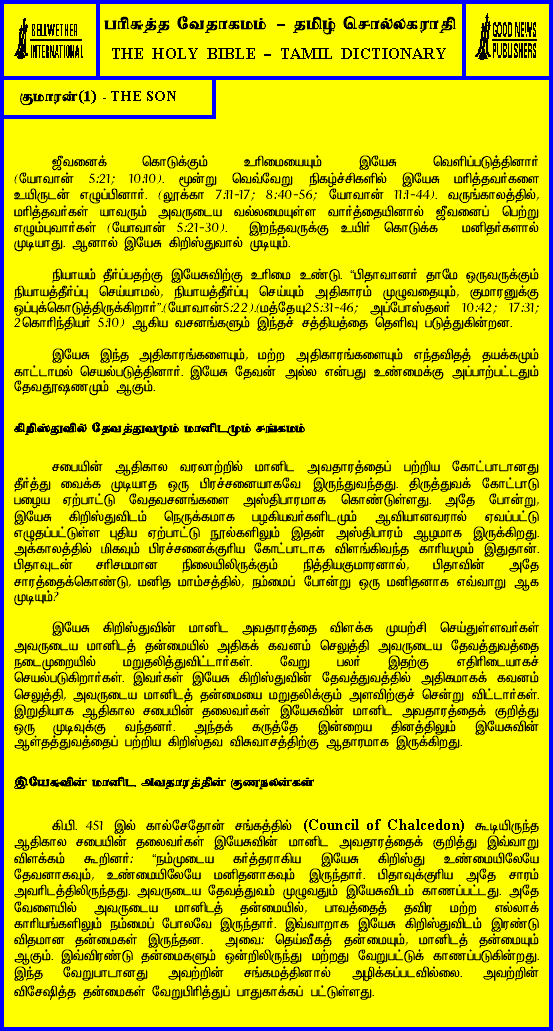 BELLWETHER
INTERNATIONAL
பரிசுத்த வேதாகமம் – தமிழ் சொல்லகராதி
THE HOLY BIBLE – TAMIL DICTIONARY
GOOD NEWS
PUBLISHERS
குமாரன்(1) - THE SON
ஜீவனைக் கொடுக்கும் உரிமையையும் இயேசு வெளிப்படுத்தினார்
(யோவான் 5:21; 10:10). மூன்று வெவ்வேறு நிகழ்ச்சிகளில் இயேசு மரித்தவர்களை
உயிருடன் எழுப்பினார். (லூக்கா 7:11-17; 8:40-56; யோவான் 11:1-44). வருங்காலத்தில்,
மரித்தவர்கள் யாவரும் அவருடைய வல்லமையுள்ள வார்த்தையினால் ஜீவனைப் பெற்று
எழும்புவார்கள் (யோவான் 5:21-30). இறந்தவருக்கு உயிர் கொடுக்க மனிதர்களால்
முடியாது. ஆனால் இயேசு கிறிஸ்துவால் முடியும்.
நியாயம் தீர்ப்பதற்கு இயேசுவிற்கு உரிமை உண்டு. “பிதாவானர் தாமே ஒருவருக்கும்
நியாயத்தீர்ப்பு செய்யாமல், நியாயத்தீர்ப்பு செய்யும் அதிகாரம் முழுவதையும், குமாரனுக்கு
ஒப்புக்கொடுத்திருக்கிறார்”.(யோவான்5:22).(மத்தேயு25:31-46; அப்போஸ்தலர் 10:42; 17:31;
2கொரிந்தியர் 5:10) ஆகிய வசனங்களும் இந்தச் சத்தியத்தை தெளிவு படுத்துகின்றன.
இயேசு இந்த அதிகாரங்களையும், மற்ற அதிகாரங்களையும் எந்தவிதத் தயக்கமும்
காட்டாமல் செயல்படுத்தினார். இயேசு தேவன் அல்ல என்பது உண்மைக்கு அப்பாற்பட்டதும்
தேவதூஷணமும் ஆகும்.
கிறிஸ்துவில் தேவத்துவமும் மானிடமும் சங்கமம்
சபையின் ஆதிகால வரலாற்றில் மானிட அவதாரத்தைப் பற்றிய கோட்பாடானது
தீர்த்து வைக்க முடியாத ஒரு பிரச்சனையாகவே இருந்துவந்தது. திருத்துவக் கோட்பாடு
பழைய ஏற்பாட்டு வேதவசனங்களை அஸ்திபாரமாக கொண்டுள்ளது. அதே போன்று,
இயேசு கிறிஸ்துவிடம் நெருக்கமாக பழகியவர்களிடமும் ஆவியானவரால் ஏவப்பட்டு
எழுதப்பட்டுள்ள புதிய ஏற்பாட்டு நூல்களிலும் இதன் அஸ்திபாரம் ஆழமாக இருக்கிறது.
அக்காலத்தில் மிகவும் பிரச்சனைக்குரிய கோட்பாடாக விளங்கிவந்த காரியமும் இதுதான்.
பிதாவுடன் சரிசமமான நிலையிலிருக்கும் நித்தியகுமாரனால், பிதாவின் அதே
சாரத்தைக்கொண்டு, மனித மாம்சத்தில், நம்மைப் போன்று ஒரு மனிதனாக எவ்வாறு ஆக
முடியும்?
இயேசு கிறிஸ்துவின் மானிட அவதாரத்தை விளக்க முயற்சி செய்துள்ளவர்கள்
அவருடைய மானிடத் தன்மையில் அதிகக் கவனம் செலுத்தி அவருடைய தேவத்துவத்தை
நடைமுறையில் மறுதலித்துவிட்டார்கள். வேறு பலர் இதற்கு எதிரிடையாகச்
செயல்படுகிறார்கள். இவர்கள் இயேசு கிறிஸ்துவின் தேவத்துவத்தில் அதிகமாகக் கவனம்
செலுத்தி, அவருடைய மானிடத் தன்மையை மறுதலிக்கும் அளவிற்குச் சென்று விட்டார்கள்.
இறுதியாக ஆதிகால சபையின் தலைவர்கள் இயேசுவின் மானிட அவதாரத்தைக் குறித்து
ஒரு முடிவுக்கு வந்தனர். அந்தக் கருத்தே இன்றைய தினத்திலும் இயேசுவின்
ஆள்தத்துவத்தைப் பற்றிய கிறிஸ்தவ விசுவாசத்திற்கு ஆதாரமாக இருக்கிறது.
இயேசுவின் மானிட அவதாரத்தின் குணநலன்கள்
கி.பி. 451 இல் கால்சேதோன் சங்கத்தில் (Council of Chalcedon) கூடியிருந்த
ஆதிகால சபையின் தலைவர்கள் இயேசுவின் மானிட அவதாரத்தைக் குறித்து இவ்வாறு
விளக்கம் கூறினர்: “நம்முடைய கர்த்தராகிய இயேசு கிறிஸ்து உண்மையிலேயே
தேவனாகவும், உண்மையிலேயே மனிதனாகவும் இருந்தார். பிதாவுக்குரிய அதே சாரம்
அவரிடத்திலிருந்தது. அவருடைய தேவத்துவம் முழுவதும் இயேசுவிடம் காணப்பட்டது. அதே
வேளையில் அவருடைய மானிடத் தன்மையில், பாவத்தைத் தவிர மற்ற எல்லாக்
காரியங்களிலும் நம்மைப் போலவே இருந்தார். இவ்வாறாக இயேசு கிறிஸ்துவிடம் இரண்டு
விதமான தன்மைகள் இருந்தன. அவை: தெய்வீகத் தன்மையும், மானிடத் தன்மையும்
ஆகும். இவ்விரண்டு தன்மைகளும் ஒன்றிலிருந்து மற்றது வேறுபட்டுக் காணப்படுகின்றது.
இந்த வேறுபாடானது அவற்றின் சங்கமத்தினால் அழிக்கப்படவில்லை. அவற்றின்
விசேஷித்த தன்மைகள் வேறுபிரித்துப் பாதுகாக்கப் பட்டுள்ளது.